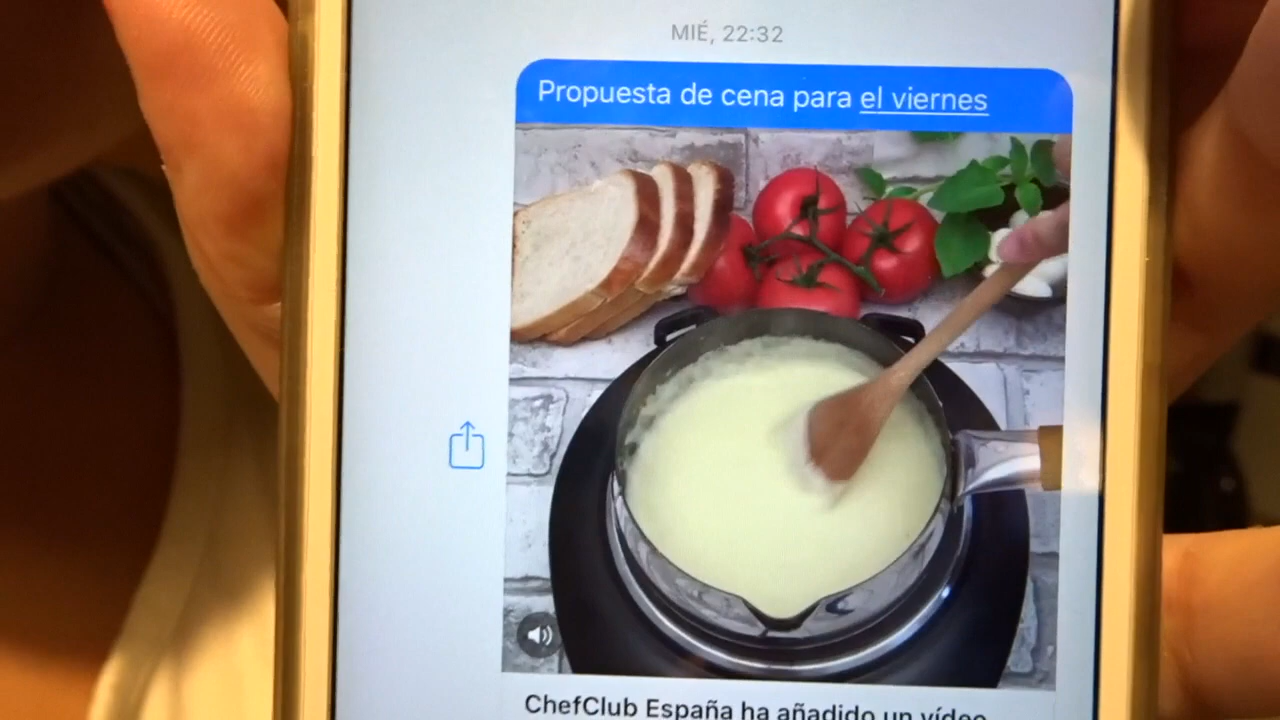 MIÉ, 22:32
Propuesta de cena para el viernes
ChefClub España ha añadido un vídeo